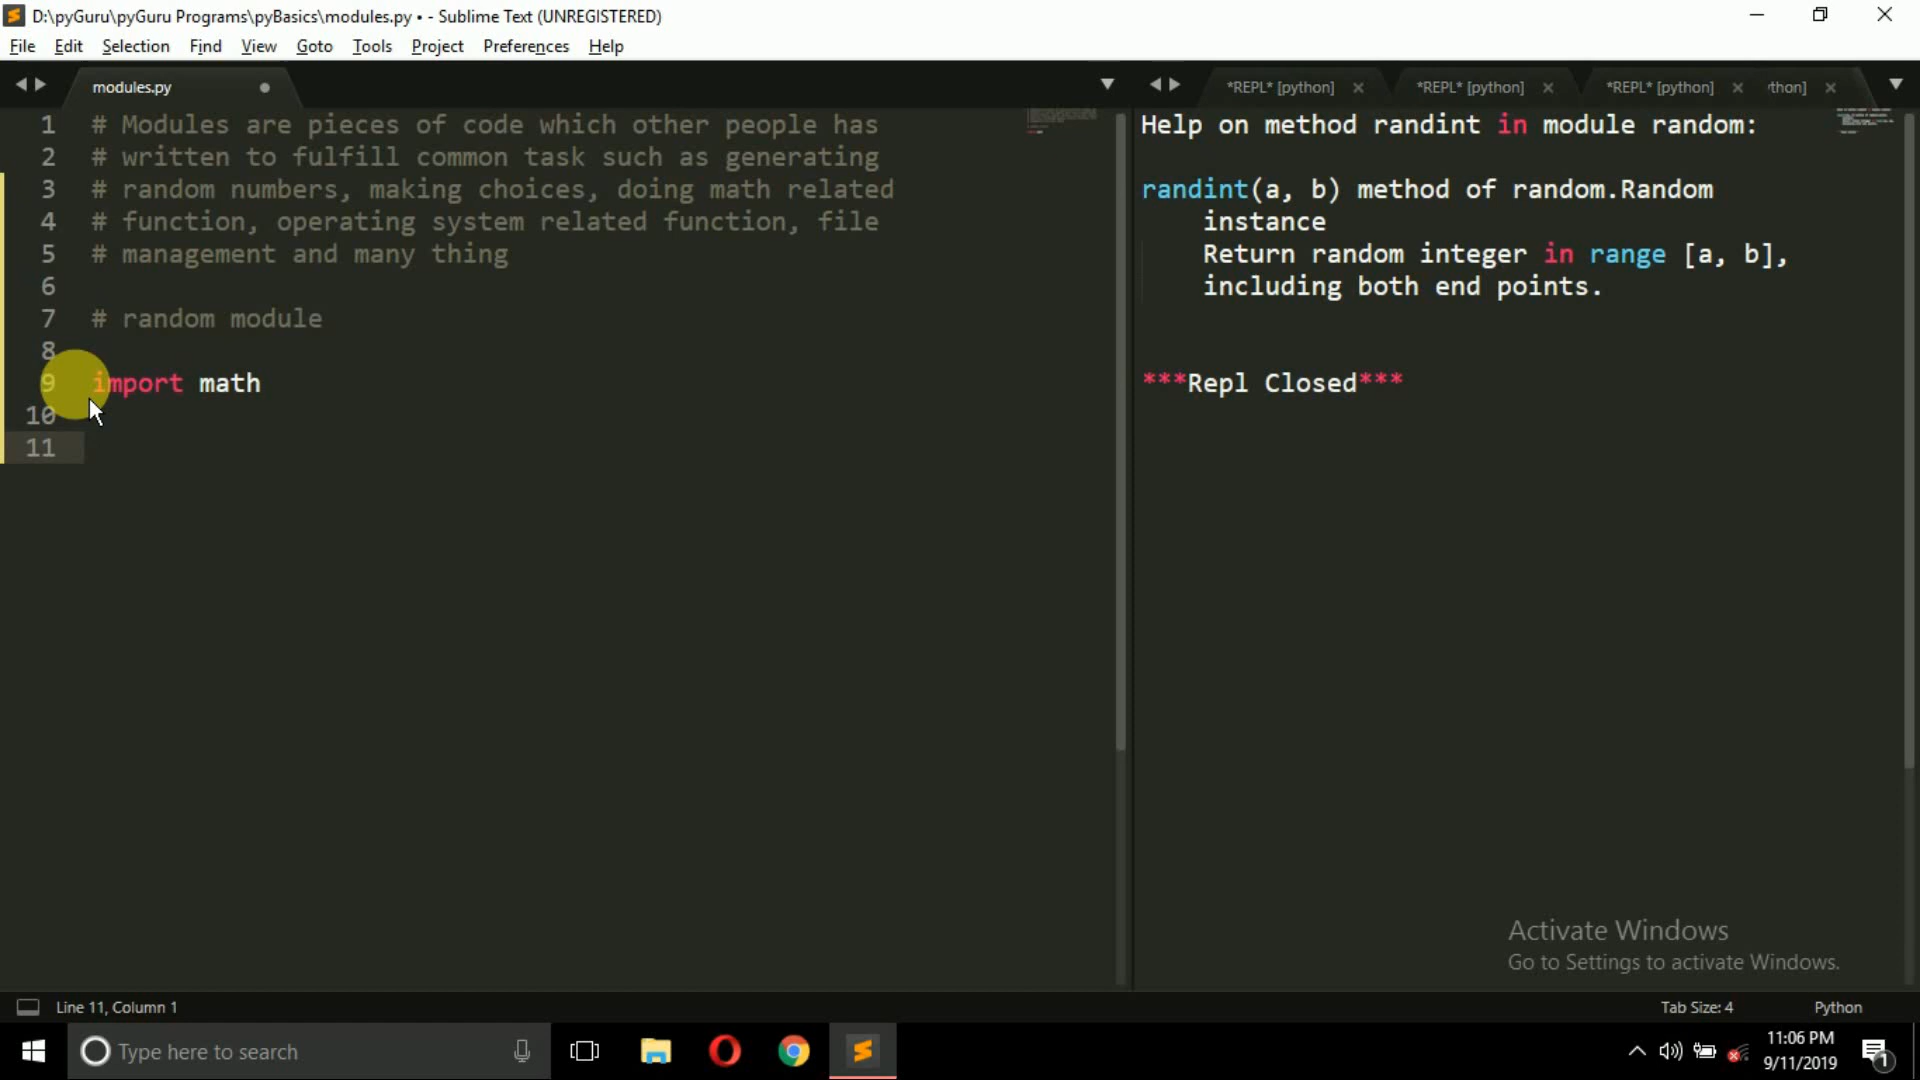 D:\pyGuru\pyGuru Programs\pyBasics\modules.py • - Sublime Text (UNREGISTERED)
File Edit Selection Find View Goto Tools Project Preferences Help
modules.py
*REPL* [python] *REPL* [python] *REPL* [python] thon]
1 # Modules are pieces of code which other people has
2 # written to fulfill common task such as generating
3 # random numbers, making choices, doing math related
4 # function, operating system related function, file
5 # management and many thing
6
7 # random module
8
9 import math
10
11
Help on method randint in module random:
randint(a, b) method of random.Random
instance
Return random integer in range [a, b],
including both end points.
***Repl Closed***
Activate Windows
Go to Settings to activate Windows.
Line 11, Column 1
Tab Size: 4
Python
Type here to search
11:06 PM
9/11/2019
1